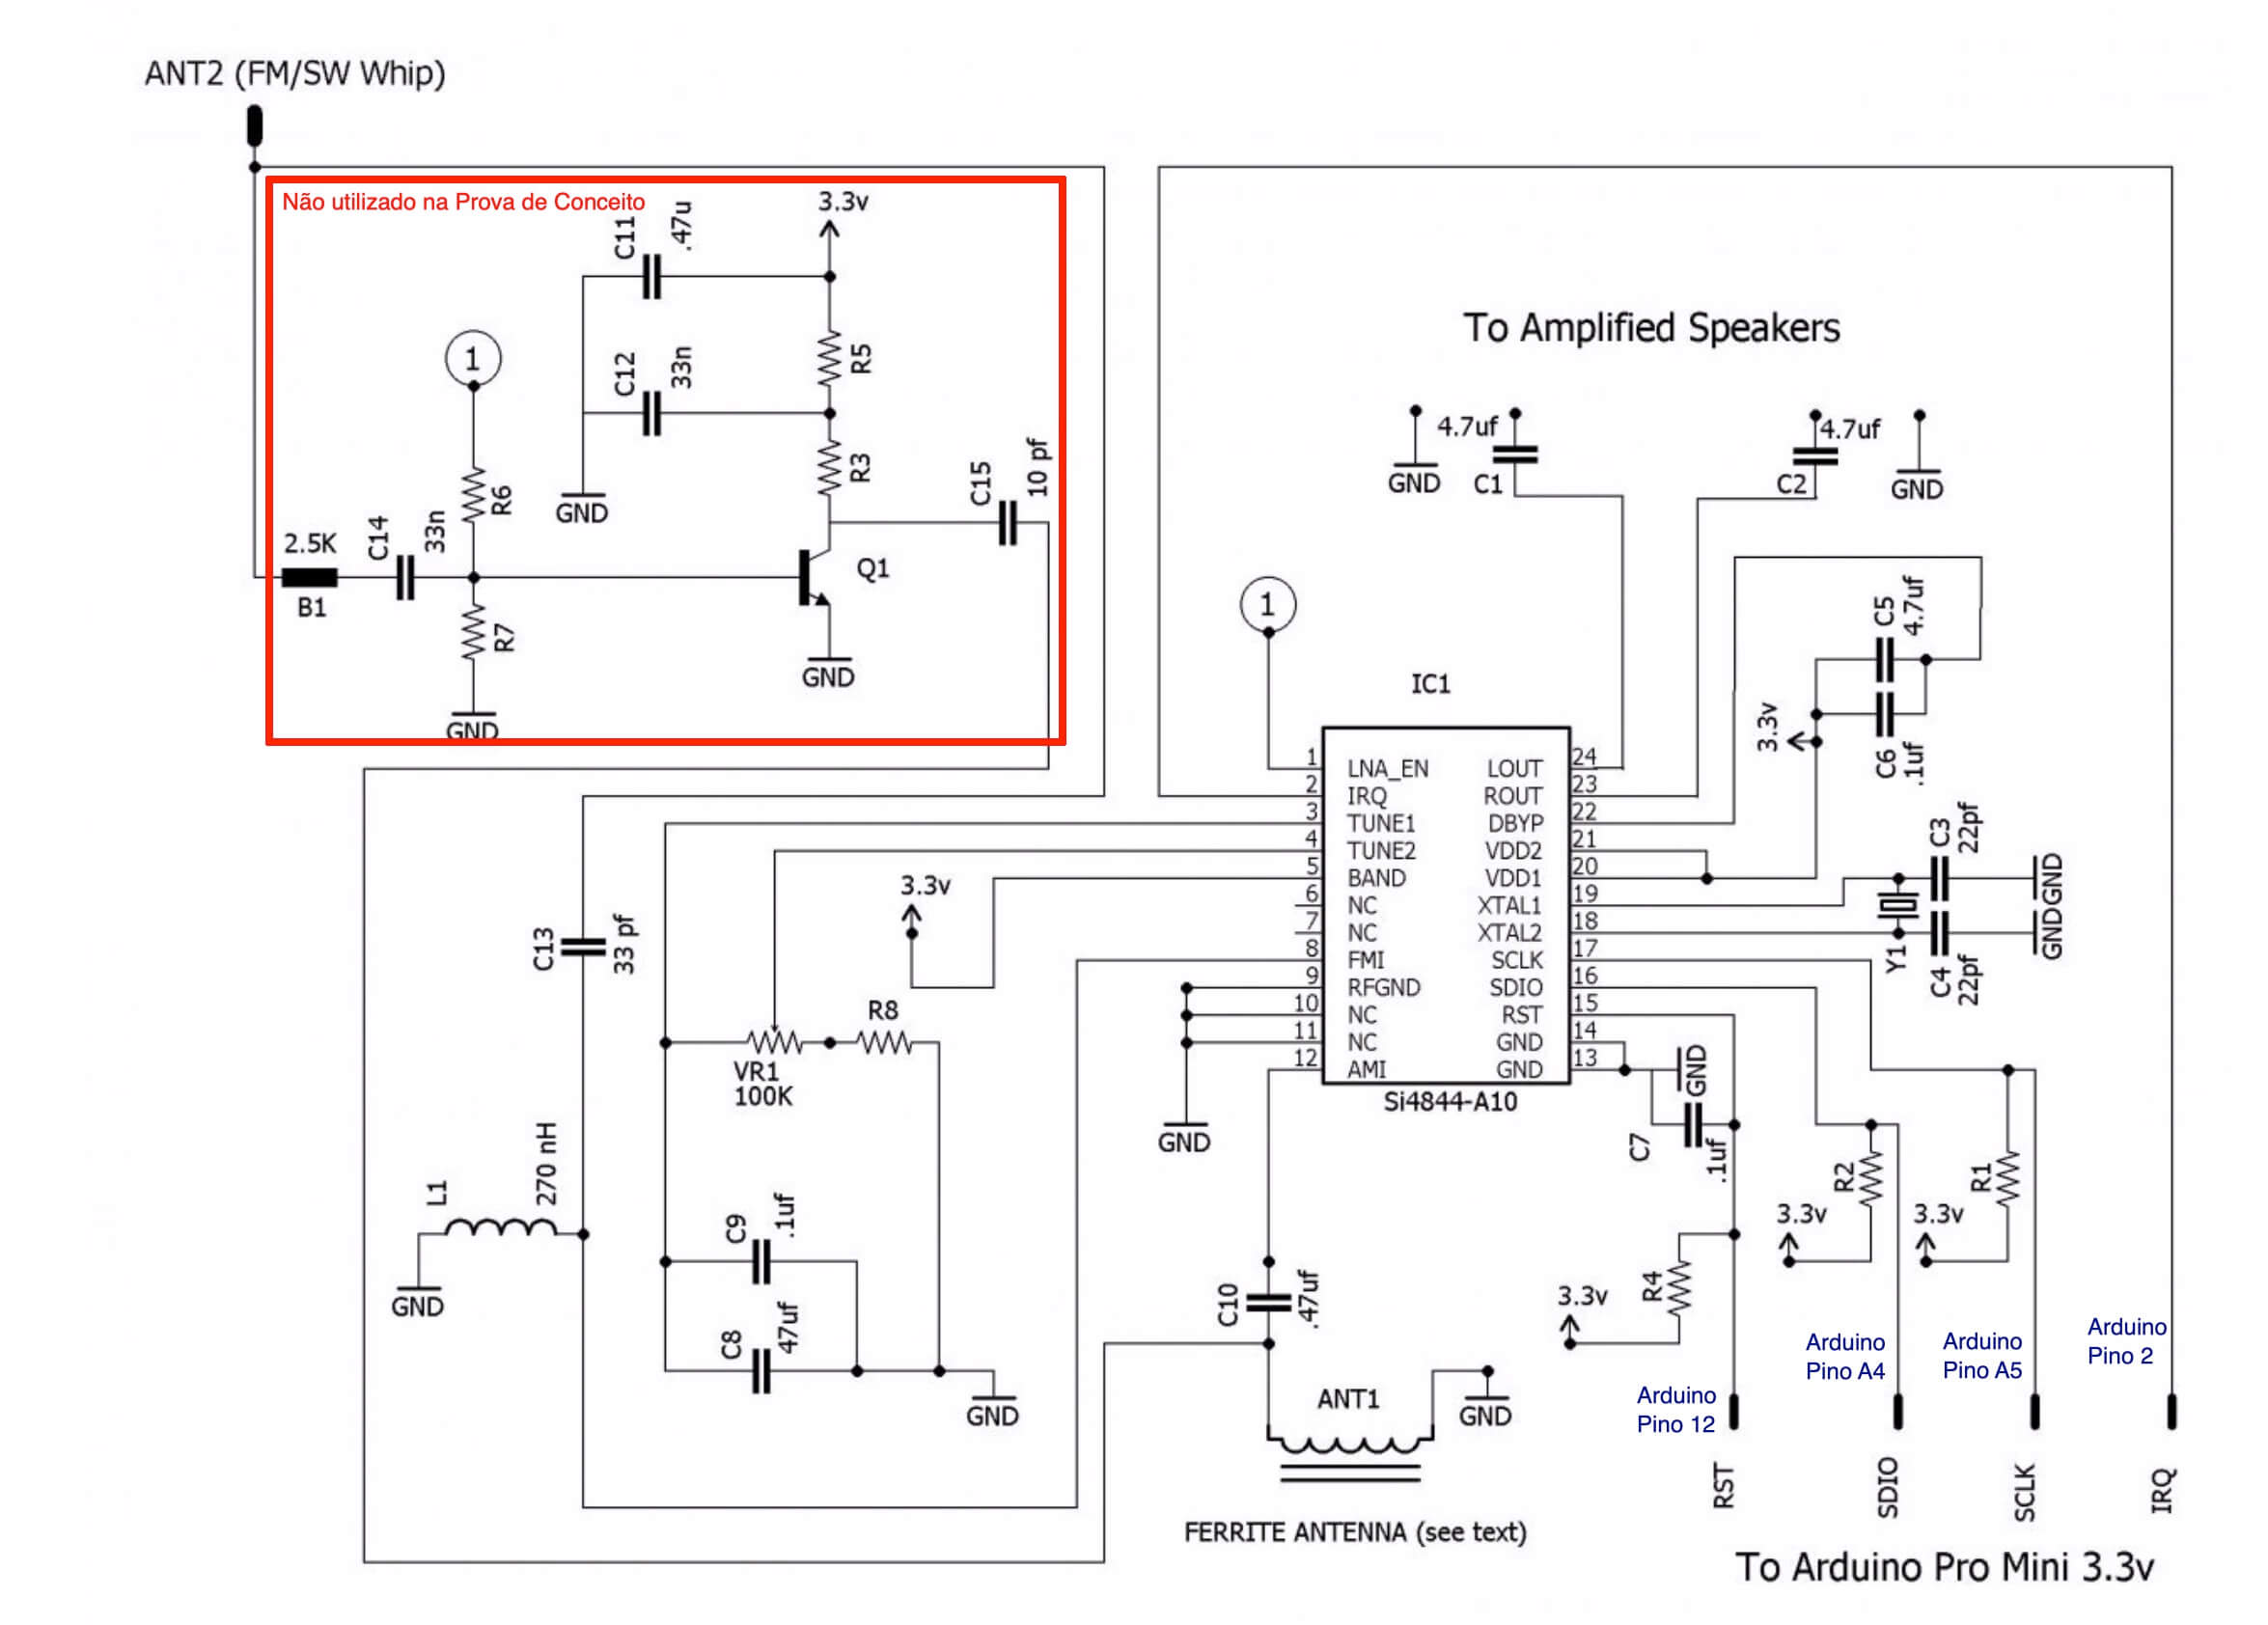 ANT2 (FM/SW Whip)
Não utilizado na Prova de Conceito
3.3v
C11
.47u
C12
33n
R5
R3
1
R6
GND
C15
10 pf
2.5K
B1
C14
33n
R7
Q1
GND
GND
To Amplified Speakers
GND
4.7uf
C1
4.7uf
C2
GND
1
IC1
C5
4.7uf
3.3v
C6
.1uf
1 LNA_EN LOUT 24
2 IRQ ROUT 23
3 TUNE1 DBYP 22
4 TUNE2 VDD2 21
5 BAND VDD1 20
6 NC XTAL1 19
7 NC XTAL2 18
8 FMI SCLK 17
9 RFGND SDIO 16
10 NC RST 15
11 NC GND 14
12 AMI GND 13
Si4844-A10
C3
22pf
GND
GND
Y1
C4
22pf
3.3v
C13
33 pf
R8
VR1
100K
GND
GND
C7
.1uf
L1
270 nH
GND
C9
.1uf
C8
47uf
GND
C10
.47uf
R2
R1
3.3v
3.3v
R4
3.3v
ANT1
GND
FERRITE ANTENNA (see text)
Arduino
Pino 12
Arduino
Pino A4
Arduino
Pino A5
Arduino
Pino 2
RST
SDIO
SCLK
IRQ
To Arduino Pro Mini 3.3v